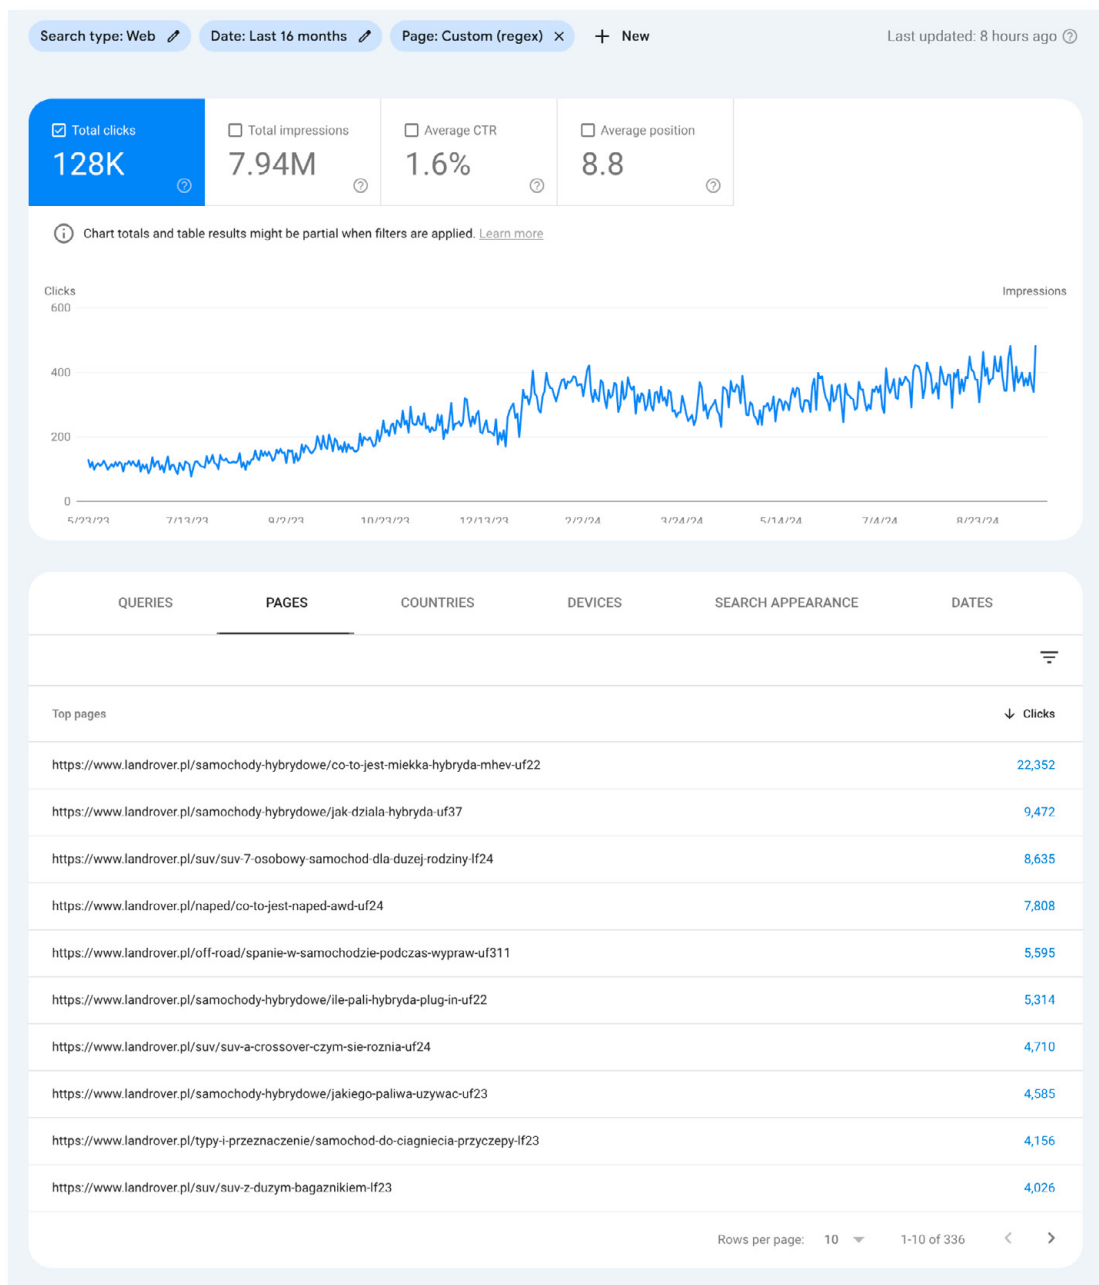 Search type: Web Date: Last 16 months Page: Custom (regex) × + New Last updated: 8 hours ago
Total clicks Total impressions Average CTR Average position
128K 7.94M 1.6% 8.8
Chart totals and table results might be partial when filters are applied. Learn more
Clicks Impressions
600
400
200
0
5/23/23 7/13/23 9/2/23 10/23/23 12/13/23 2/2/24 3/24/24 5/14/24 7/4/24 8/23/24
QUERIES PAGES COUNTRIES DEVICES SEARCH APPEARANCE DATES
Top pages Clicks
https://www.landrover.pl/samochody-hybrydowe/co-to-jest-miekka-hybryda-mhev-uf22 22,352
https://www.landrover.pl/samochody-hybrydowe/jak-dziala-hybryda-uf37 9,472
https://www.landrover.pl/suv/suv-7-osobowy-samochod-dla-duzej-rodziny-lf24 8,635
https://www.landrover.pl/naped/co-to-jest-naped-awd-uf24 7,808
https://www.landrover.pl/off-road/spanie-w-samochodzie-podczas-wypraw-uf311 5,595
https://www.landrover.pl/samochody-hybrydowe/ile-pali-hybryda-plug-in-uf22 5,314
https://www.landrover.pl/suv/suv-a-crossover-czym-sie-roznia-uf24 4,710
https://www.landrover.pl/samochody-hybrydowe/jakiego-paliwa-uzywac-uf23 4,585
https://www.landrover.pl/typy-i-przeznaczenie/samochod-do-ciagniecia-przyczepy-lf23 4,156
https://www.landrover.pl/suv/suv-z-duzym-bagaznikiem-lf23 4,026
Rows per page: 10 1-10 of 336